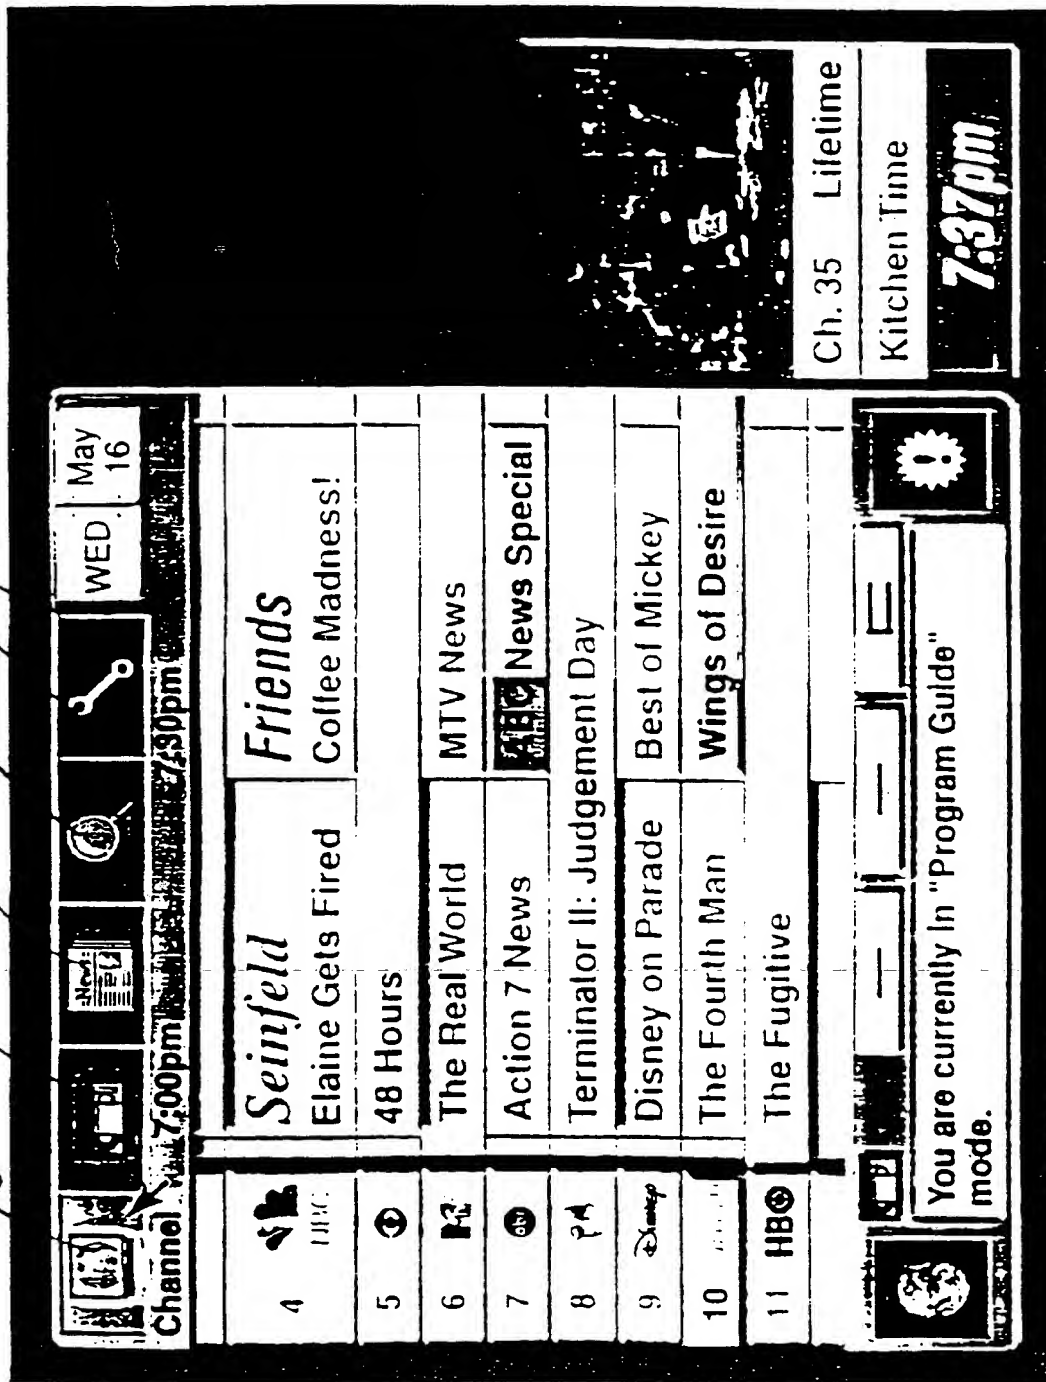 WED May 16
Channel 7:00pm 7:30pm
4 NBC Seinfeld Friends
Elaine Gets Fired Coffee Madness!
5 48 Hours
6 The Real World MTV News
7 abc Action 7 News News Special
8 Terminator II: Judgement Day
9 Disney Disney on Parade Best of Mickey
10 The Fourth Man Wings of Desire
11 HBO The Fugitive
You are currently In "Program Guide"
mode.
Ch. 35 Lifetime
Kitchen Time
7:37pm